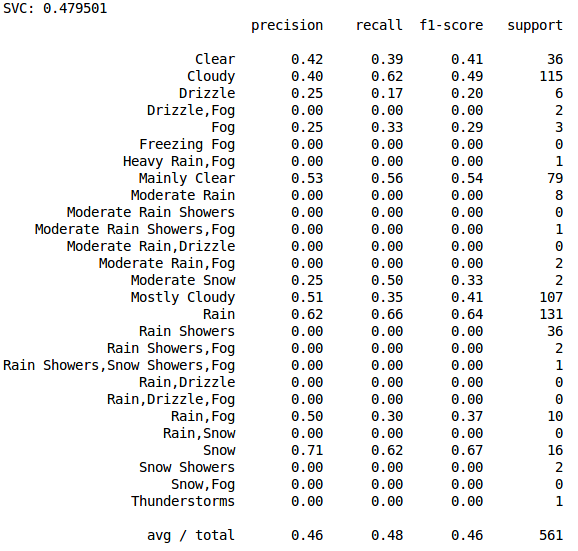 SVC: 0.479501
precision recall f1-score support
Clear 0.42 0.39 0.41 36
Cloudy 0.40 0.62 0.49 115
Drizzle 0.25 0.17 0.20 6
Drizzle,Fog 0.00 0.00 0.00 2
Fog 0.25 0.33 0.29 3
Freezing Fog 0.00 0.00 0.00 0
Heavy Rain,Fog 0.00 0.00 0.00 1
Mainly Clear 0.53 0.56 0.54 79
Moderate Rain 0.00 0.00 0.00 8
Moderate Rain Showers 0.00 0.00 0.00 0
Moderate Rain Showers,Fog 0.00 0.00 0.00 1
Moderate Rain,Drizzle 0.00 0.00 0.00 0
Moderate Rain,Fog 0.00 0.00 0.00 2
Moderate Snow 0.25 0.50 0.33 2
Mostly Cloudy 0.51 0.35 0.41 107
Rain 0.62 0.66 0.64 131
Rain Showers 0.00 0.00 0.00 36
Rain Showers,Fog 0.00 0.00 0.00 2
Rain Showers,Snow Showers,Fog 0.00 0.00 0.00 1
Rain,Drizzle 0.00 0.00 0.00 0
Rain,Drizzle,Fog 0.00 0.00 0.00 0
Rain,Fog 0.50 0.30 0.37 10
Rain,Snow 0.00 0.00 0.00 0
Snow 0.71 0.62 0.67 16
Snow Showers 0.00 0.00 0.00 2
Snow,Fog 0.00 0.00 0.00 0
Thunderstorms 0.00 0.00 0.00 1
avg / total 0.46 0.48 0.46 561